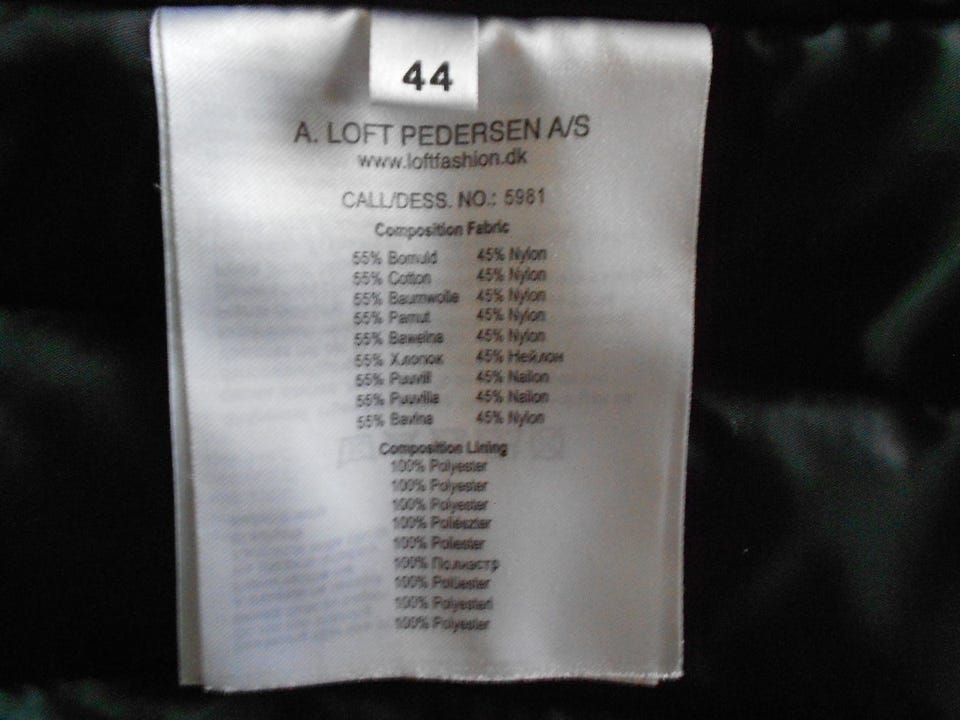 44
A. LOFT PEDERSEN A/S
www.loftfashion.dk
CALL/DESS. NO.: 5981
Composition Fabric
55% Bomuld 45% Nylon
55% Cotton 45% Nylon
55% Baumwolle 45% Nylon
55% Pamut 45% Nylon
55% Bawelna 45% Nylon
55% Хлопок 45% Нейлон
55% Puuvill 45% Nailon
55% Puuvilla 45% Nailon
55% Bavlna 45% Nylon
Composition Lining
100% Polyester
100% Polyester
100% Polyester
100% Poliészter
100% Poliester
100% Полиастр
100% Polüester
100% Polyesteri
100% Polyester